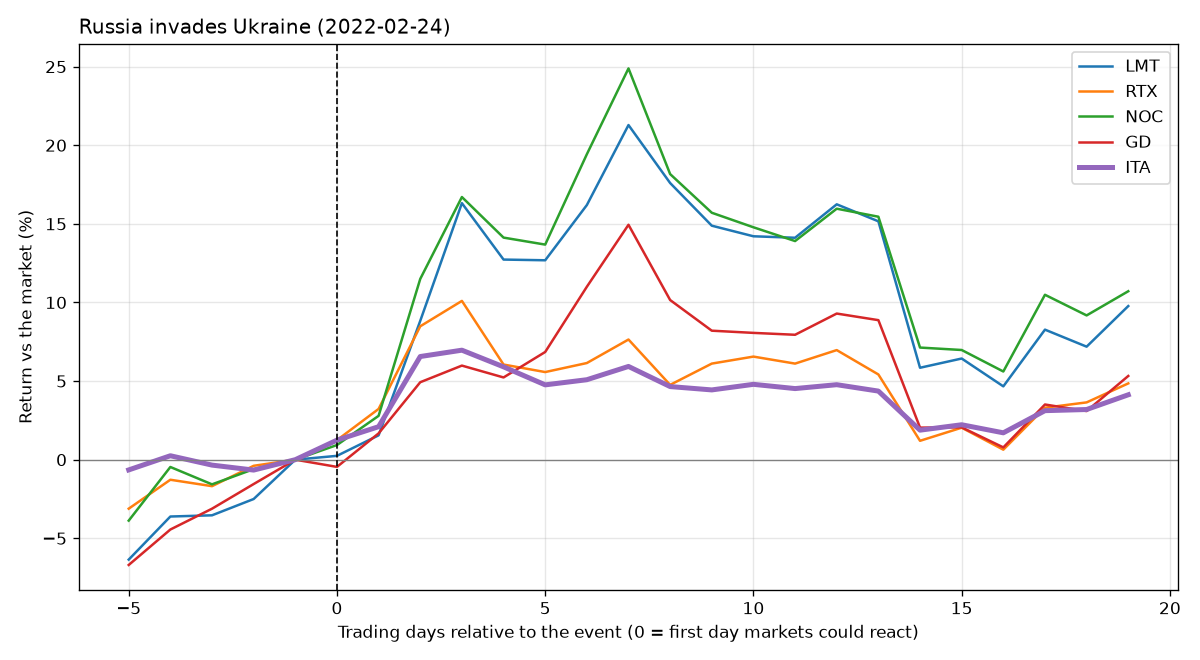 Russia invades Ukraine (2022-02-24)
LMT
RTX
NOC
GD
ITA
Return vs the market (%)
25
20
15
10
5
0
−5
−5 0 5 10 15 20
Trading days relative to the event (0 = first day markets could react)